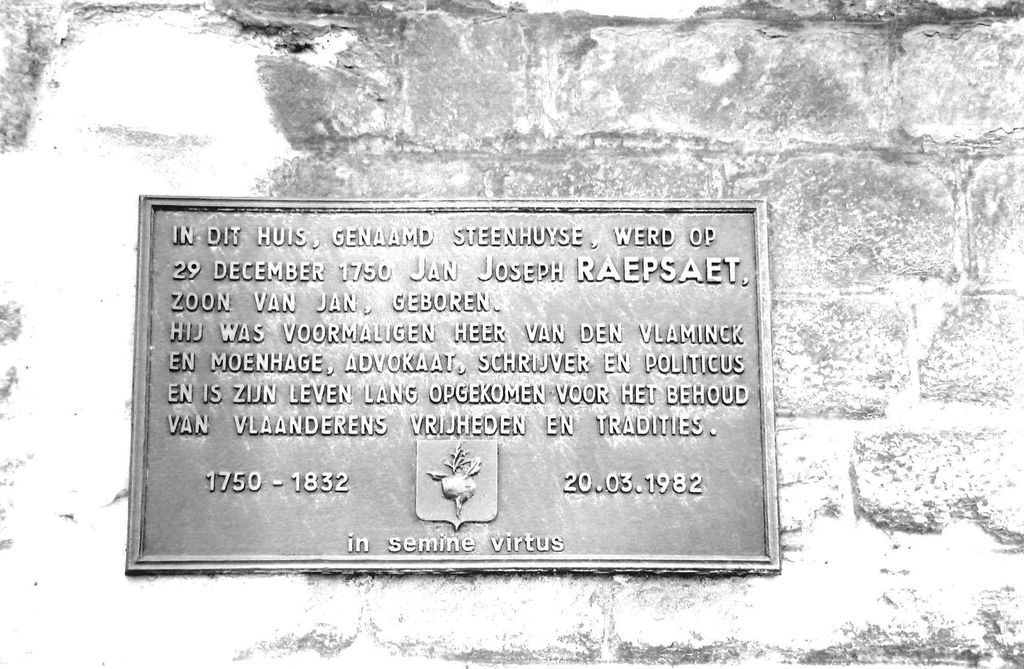 IN DIT HUIS, GENAAMD STEENHUYSE, WERD OP
29 DECEMBER 1750 JAN JOSEPH RAEPSAET,
ZOON VAN JAN, GEBOREN.
HIJ WAS VOORMALIGEN HEER VAN DEN VLAMINCK
EN MOENHAGE, ADVOKAAT, SCHRIJVER EN POLITICUS
EN IS ZIJN LEVEN LANG OPGEKOMEN VOOR HET BEHOUD
VAN VLAANDERENS VRIJHEDEN EN TRADITIES.
1750 - 1832 20.03.1982
in semine virtus